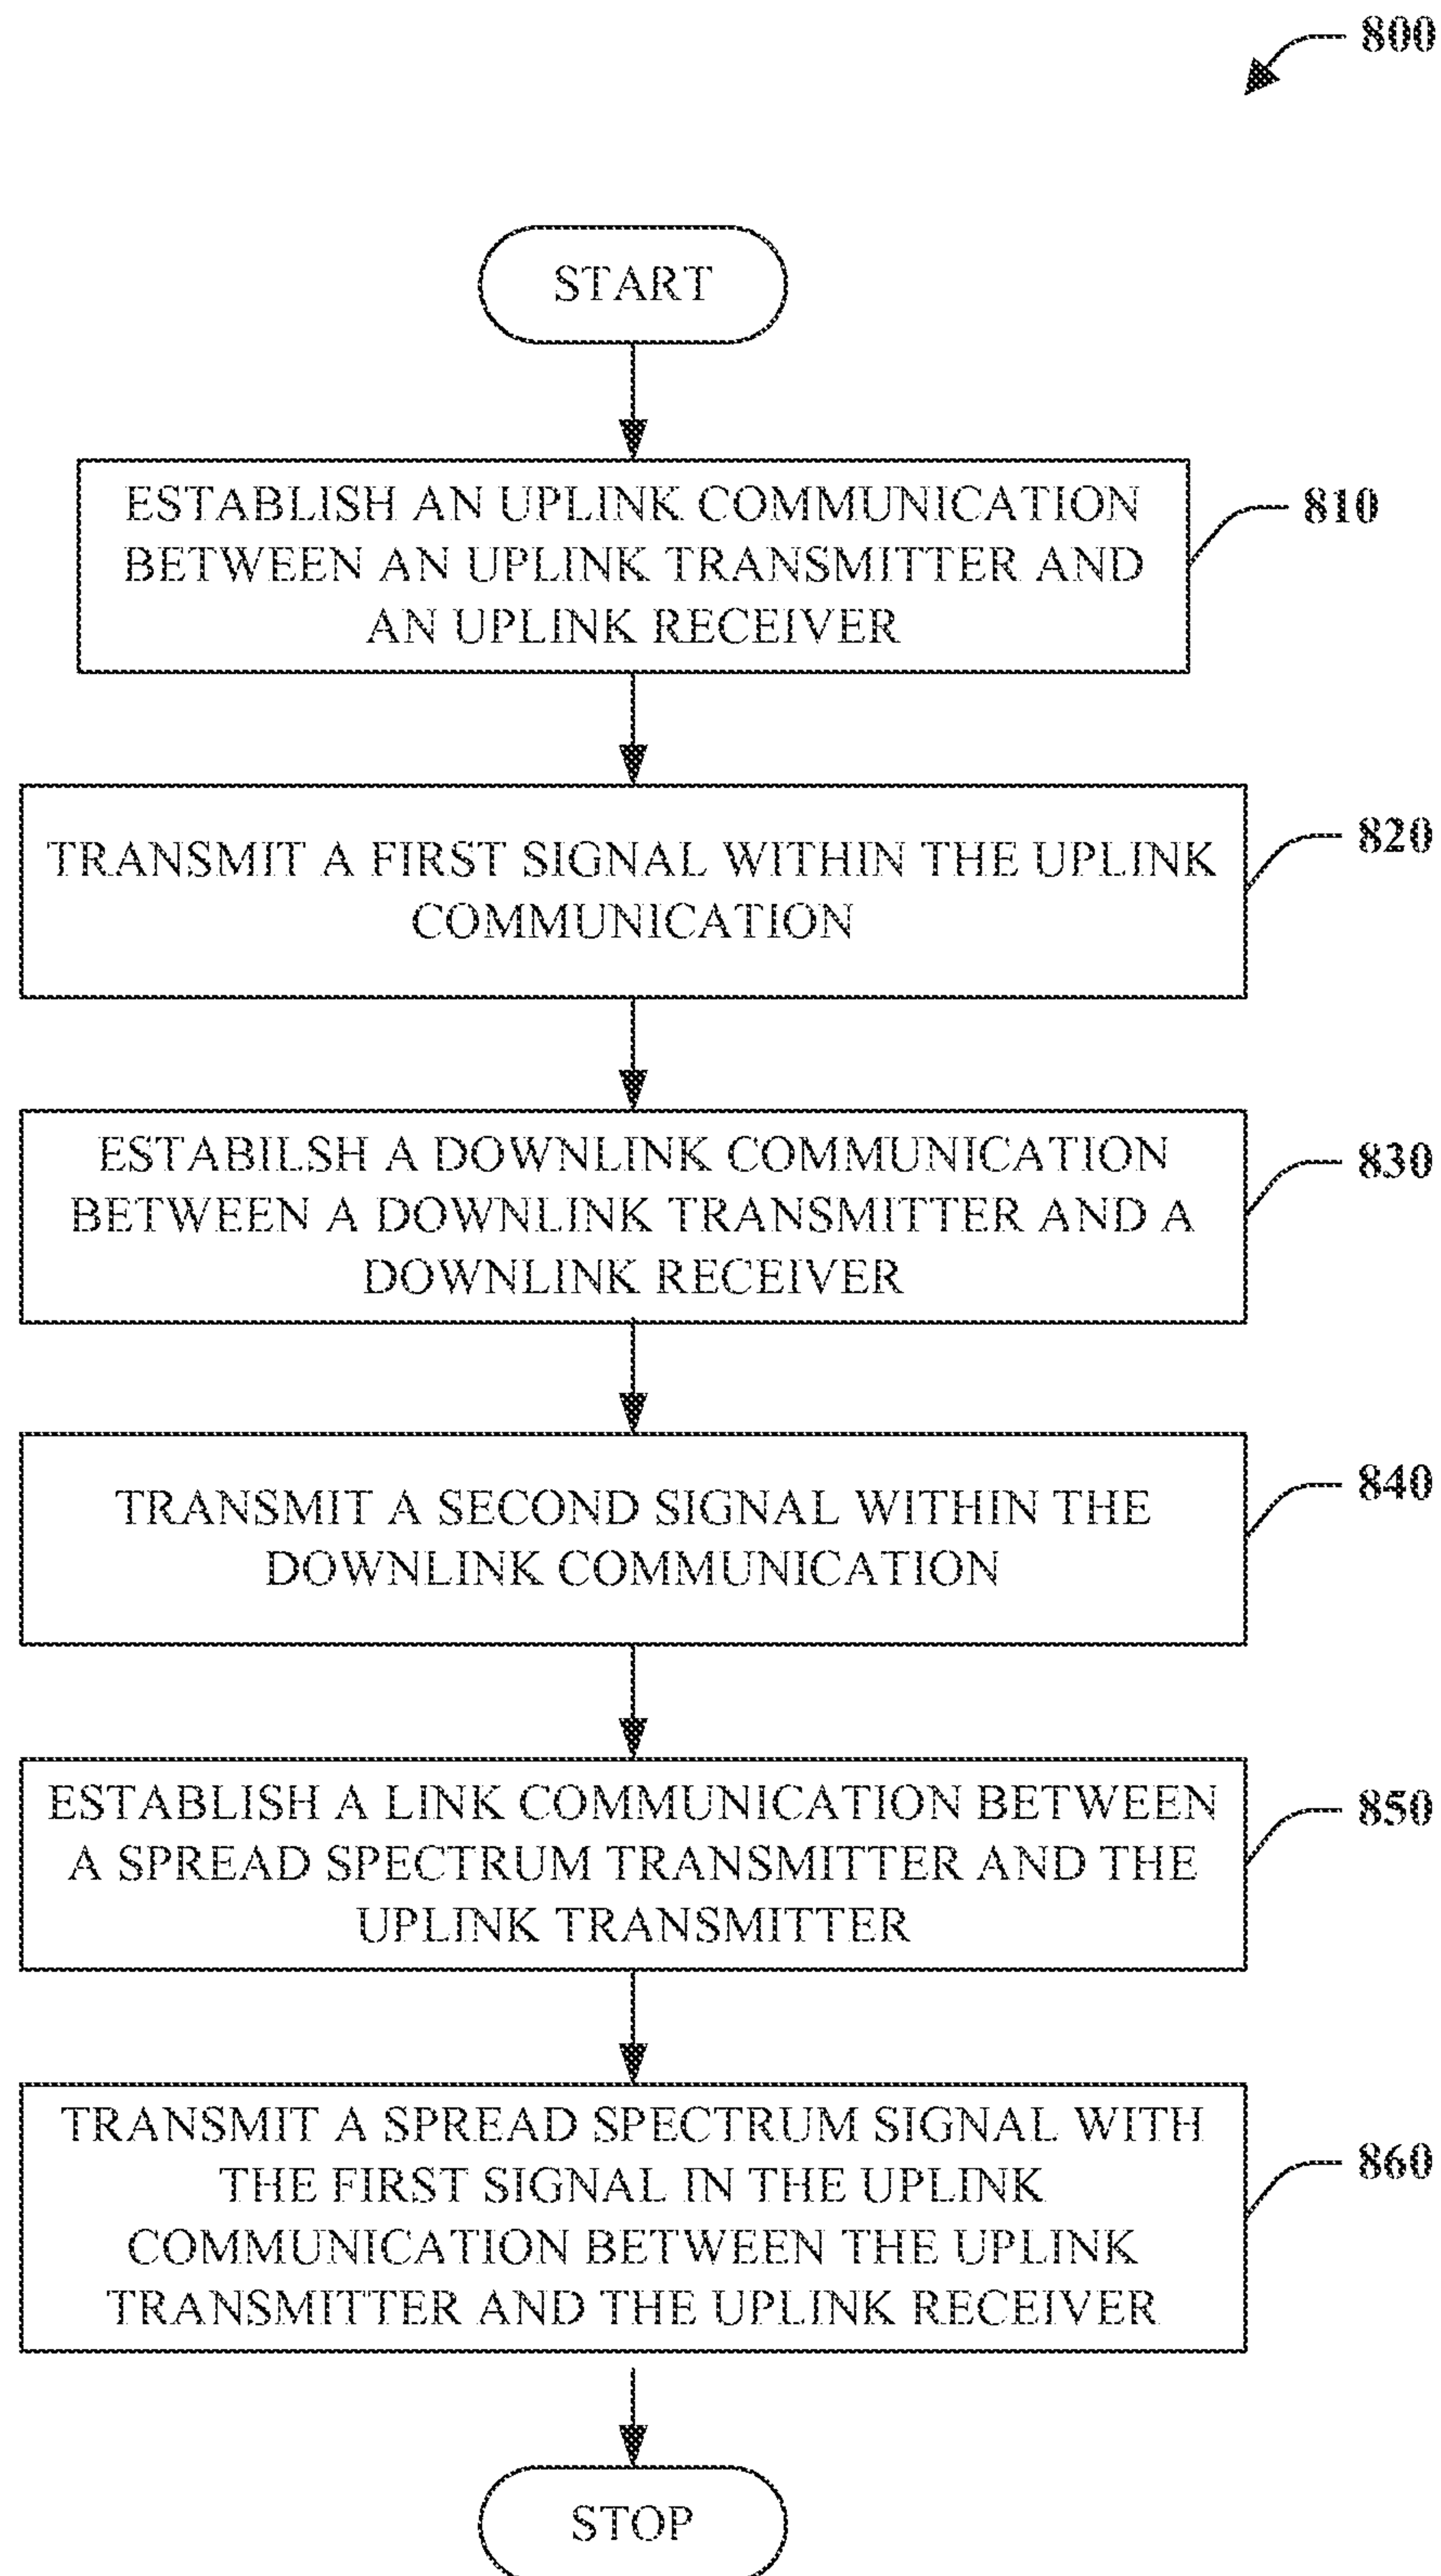 800
START
ESTABLISH AN UPLINK COMMUNICATION
BETWEEN AN UPLINK TRANSMITTER AND
AN UPLINK RECEIVER
810
TRANSMIT A FIRST SIGNAL WITHIN THE UPLINK
COMMUNICATION
820
ESTABILSH A DOWNLINK COMMUNICATION
BETWEEN A DOWNLINK TRANSMITTER AND A
DOWNLINK RECEIVER
830
TRANSMIT A SECOND SIGNAL WITHIN THE
DOWNLINK COMMUNICATION
840
ESTABLISH A LINK COMMUNICATION BETWEEN
A SPREAD SPECTRUM TRANSMITTER AND THE
UPLINK TRANSMITTER
850
TRANSMIT A SPREAD SPECTRUM SIGNAL WITH
THE FIRST SIGNAL IN THE UPLINK
COMMUNICATION BETWEEN THE UPLINK
TRANSMITTER AND THE UPLINK RECEIVER
860
STOP